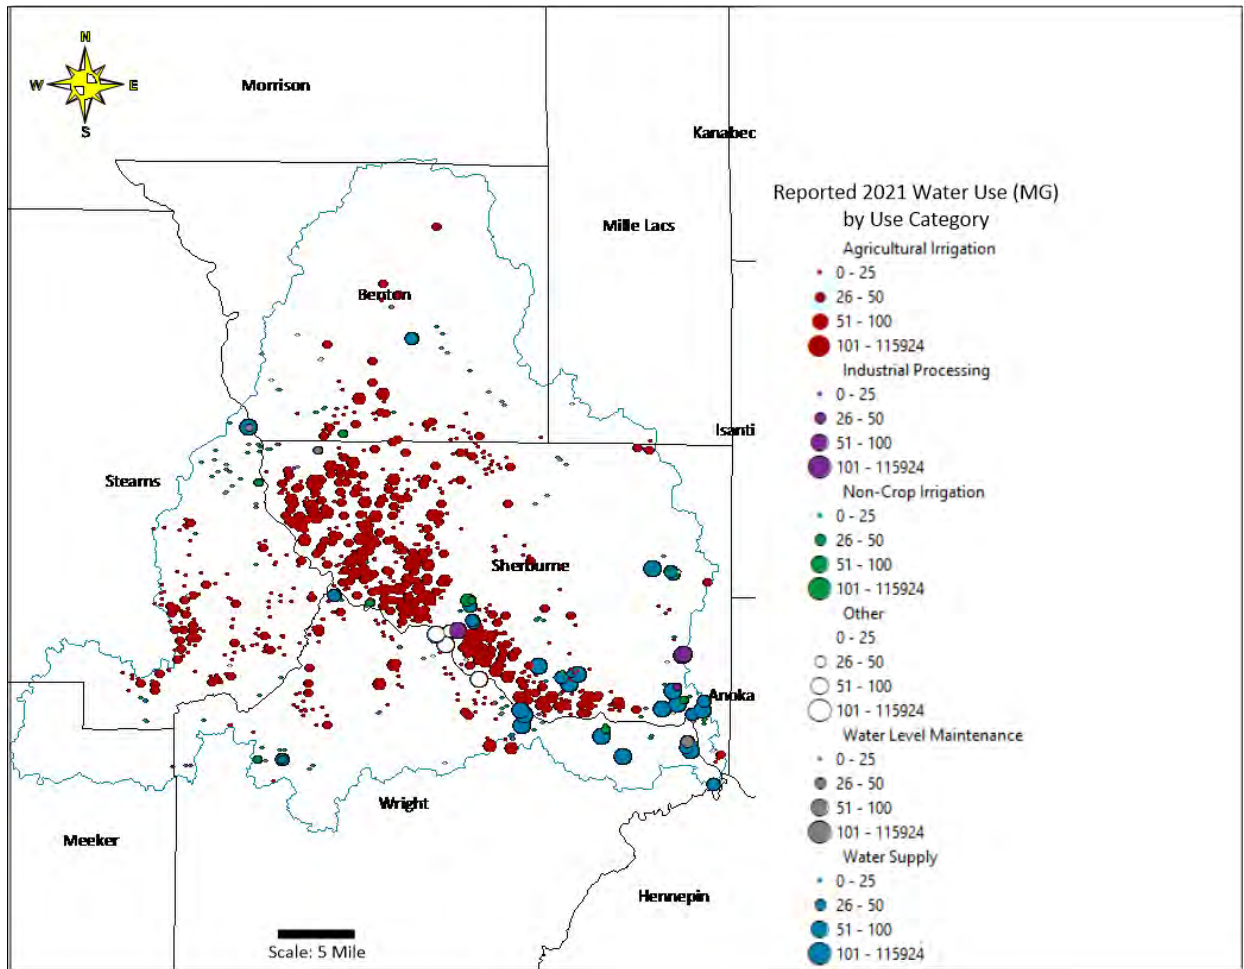 N
W E
S
Morrison
Kanabec
Mille Lacs
Benton
Isanti
Stearns
Sherburne
Anoka
Wright
Meeker
Hennepin
Scale: 5 Mile
Reported 2021 Water Use (MG)
by Use Category
Agricultural Irrigation
0 - 25
26 - 50
51 - 100
101 - 115924
Industrial Processing
0 - 25
26 - 50
51 - 100
101 - 115924
Non-Crop Irrigation
0 - 25
26 - 50
51 - 100
101 - 115924
Other
0 - 25
26 - 50
51 - 100
101 - 115924
Water Level Maintenance
0 - 25
26 - 50
51 - 100
101 - 115924
Water Supply
0 - 25
26 - 50
51 - 100
101 - 115924